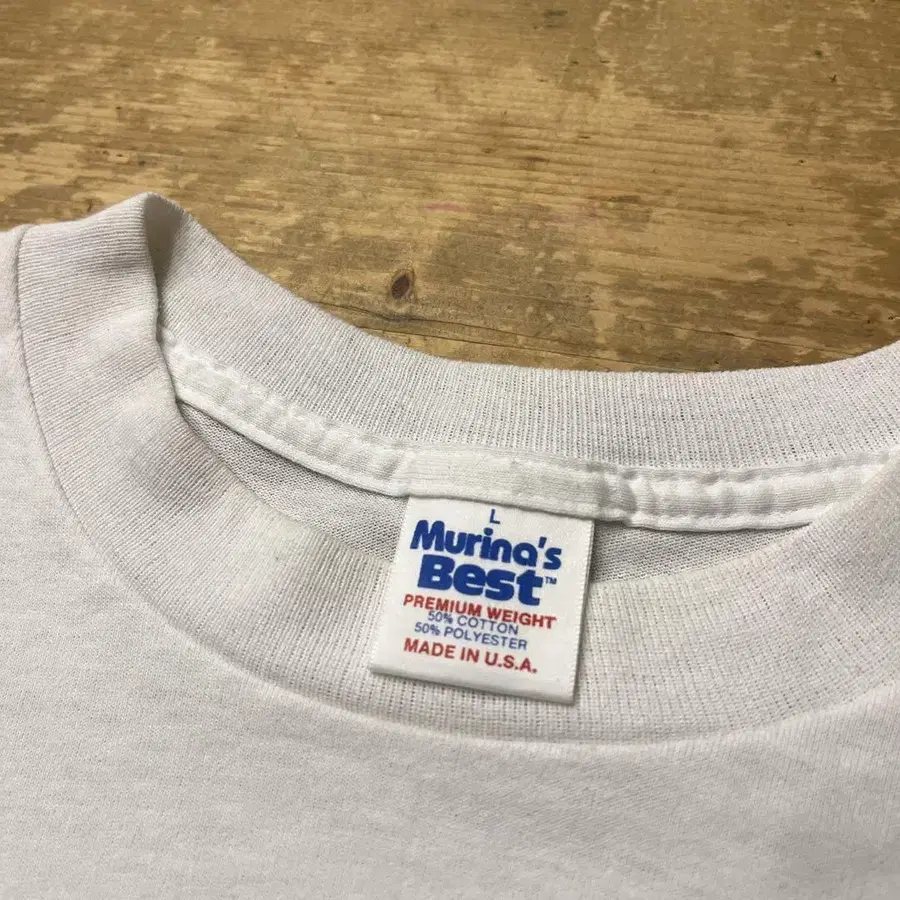 L
Murina's
Best™
PREMIUM WEIGHT
50% COTTON
50% POLYESTER
MADE IN U.S.A.